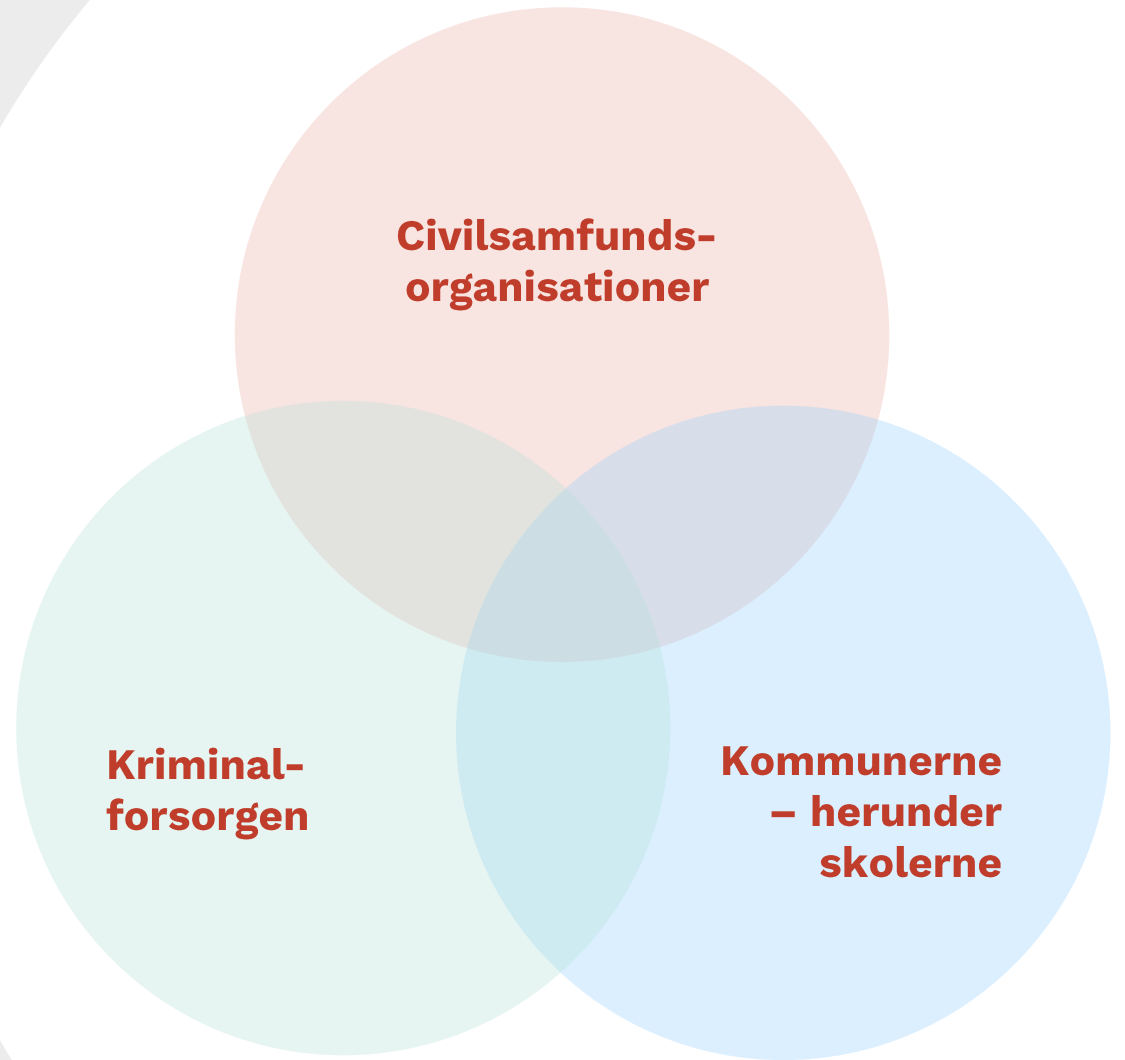 Civilsamfunds-
organisationer
Kriminal-
forsorgen
Kommunerne
– herunder
skolerne